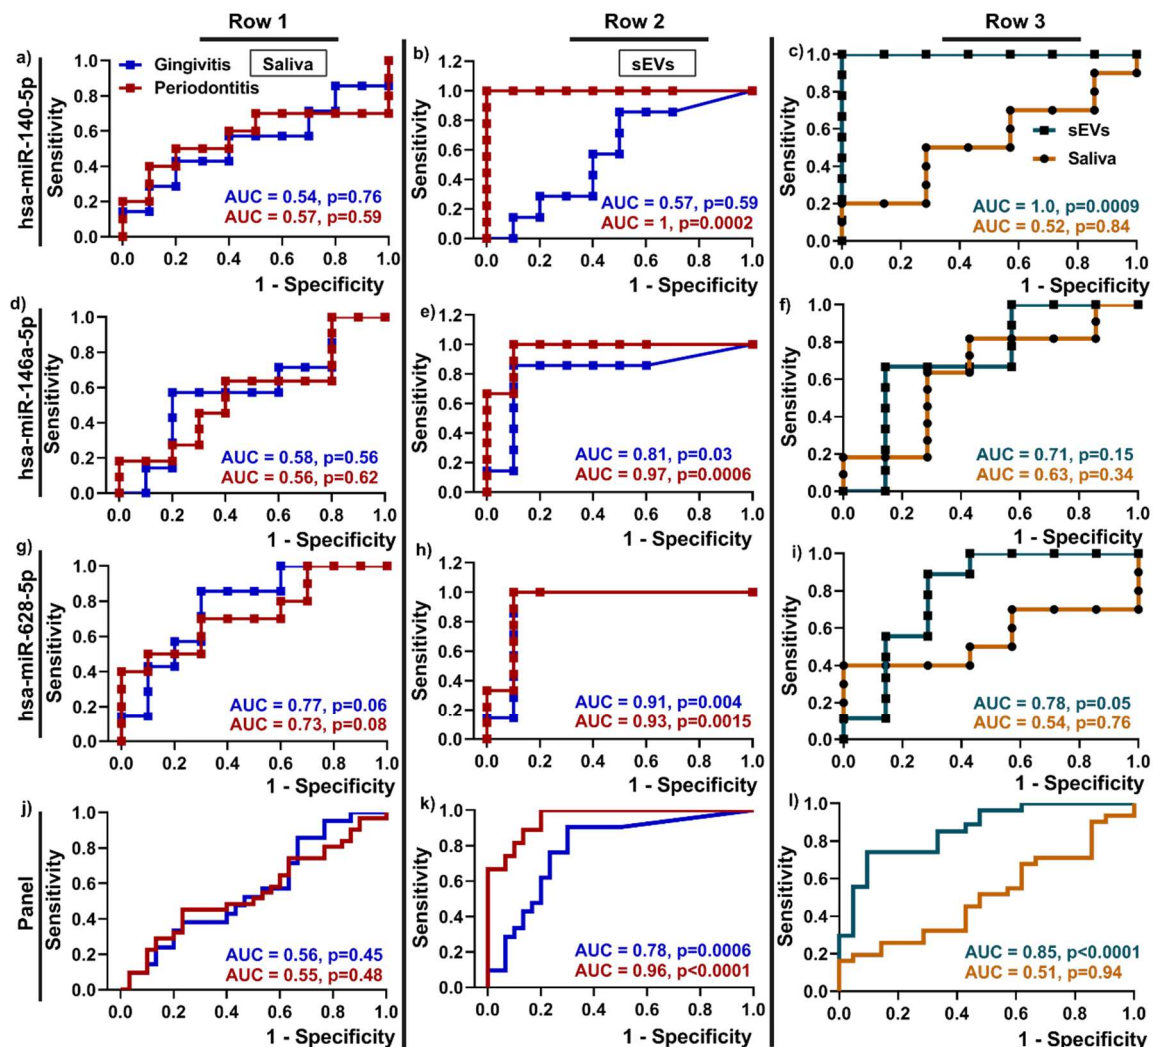 Row 1
Row 2
Row 3
hsa-miR-140-5p
a)
Gingivitis
Periodontitis
Saliva
Sensitivity
1.0
0.8
0.6
0.4
0.2
0.0
AUC = 0.54, p=0.76
AUC = 0.57, p=0.59
0.0 0.2 0.4 0.6 0.8 1.0
1 - Specificity
b)
sEVs
Sensitivity
1.2
1.0
0.8
0.6
0.4
0.2
0.0
AUC = 0.57, p=0.59
AUC = 1, p=0.0002
0.0 0.2 0.4 0.6 0.8 1.0
1 - Specificity
c)
Sensitivity
1.0
0.8
0.6
0.4
0.2
0.0
sEVs
Saliva
AUC = 1.0, p=0.0009
AUC = 0.52, p=0.84
0.0 0.2 0.4 0.6 0.8 1.0
1 - Specificity
hsa-miR-146a-5p
d)
Sensitivity
1.0
0.8
0.6
0.4
0.2
0.0
AUC = 0.58, p=0.56
AUC = 0.56, p=0.62
0.0 0.2 0.4 0.6 0.8 1.0
1 - Specificity
e)
Sensitivity
1.2
1.0
0.8
0.6
0.4
0.2
0.0
AUC = 0.81, p=0.03
AUC = 0.97, p=0.0006
0.0 0.2 0.4 0.6 0.8 1.0
1 - Specificity
f)
Sensitivity
1.0
0.8
0.6
0.4
0.2
0.0
AUC = 0.71, p=0.15
AUC = 0.63, p=0.34
0.0 0.2 0.4 0.6 0.8 1.0
1 - Specificity
hsa-miR-628-5p
g)
Sensitivity
1.0
0.8
0.6
0.4
0.2
0.0
AUC = 0.77, p=0.06
AUC = 0.73, p=0.08
0.0 0.2 0.4 0.6 0.8 1.0
1 - Specificity
h)
Sensitivity
1.0
0.8
0.6
0.4
0.2
0.0
AUC = 0.91, p=0.004
AUC = 0.93, p=0.0015
0.0 0.2 0.4 0.6 0.8 1.0
1 - Specificity
i)
Sensitivity
1.0
0.8
0.6
0.4
0.2
0.0
AUC = 0.78, p=0.05
AUC = 0.54, p=0.76
0.0 0.2 0.4 0.6 0.8 1.0
1 - Specificity
Panel
j)
Sensitivity
1.0
0.8
0.6
0.4
0.2
0.0
AUC = 0.56, p=0.45
AUC = 0.55, p=0.48
0.0 0.2 0.4 0.6 0.8 1.0
1 - Specificity
k)
Sensitivity
1.0
0.8
0.6
0.4
0.2
0.0
AUC = 0.78, p=0.0006
AUC = 0.96, p<0.0001
0.0 0.2 0.4 0.6 0.8 1.0
1 - Specificity
l)
Sensitivity
1.0
0.8
0.6
0.4
0.2
0.0
AUC = 0.85, p<0.0001
AUC = 0.51, p=0.94
0.0 0.2 0.4 0.6 0.8 1.0
1 - Specificity